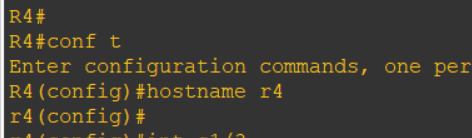 R4#
R4#conf t
Enter configuration commands, one per
R4(config)#hostname r4
r4(config)#